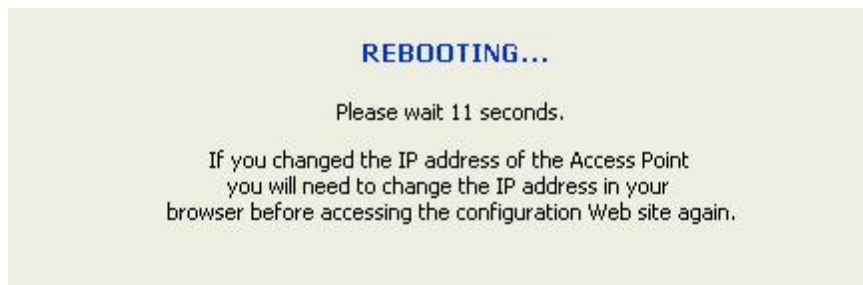 REBOOTING...
Please wait 11 seconds.
If you changed the IP address of the Access Point
you will need to change the IP address in your
browser before accessing the configuration Web site again.